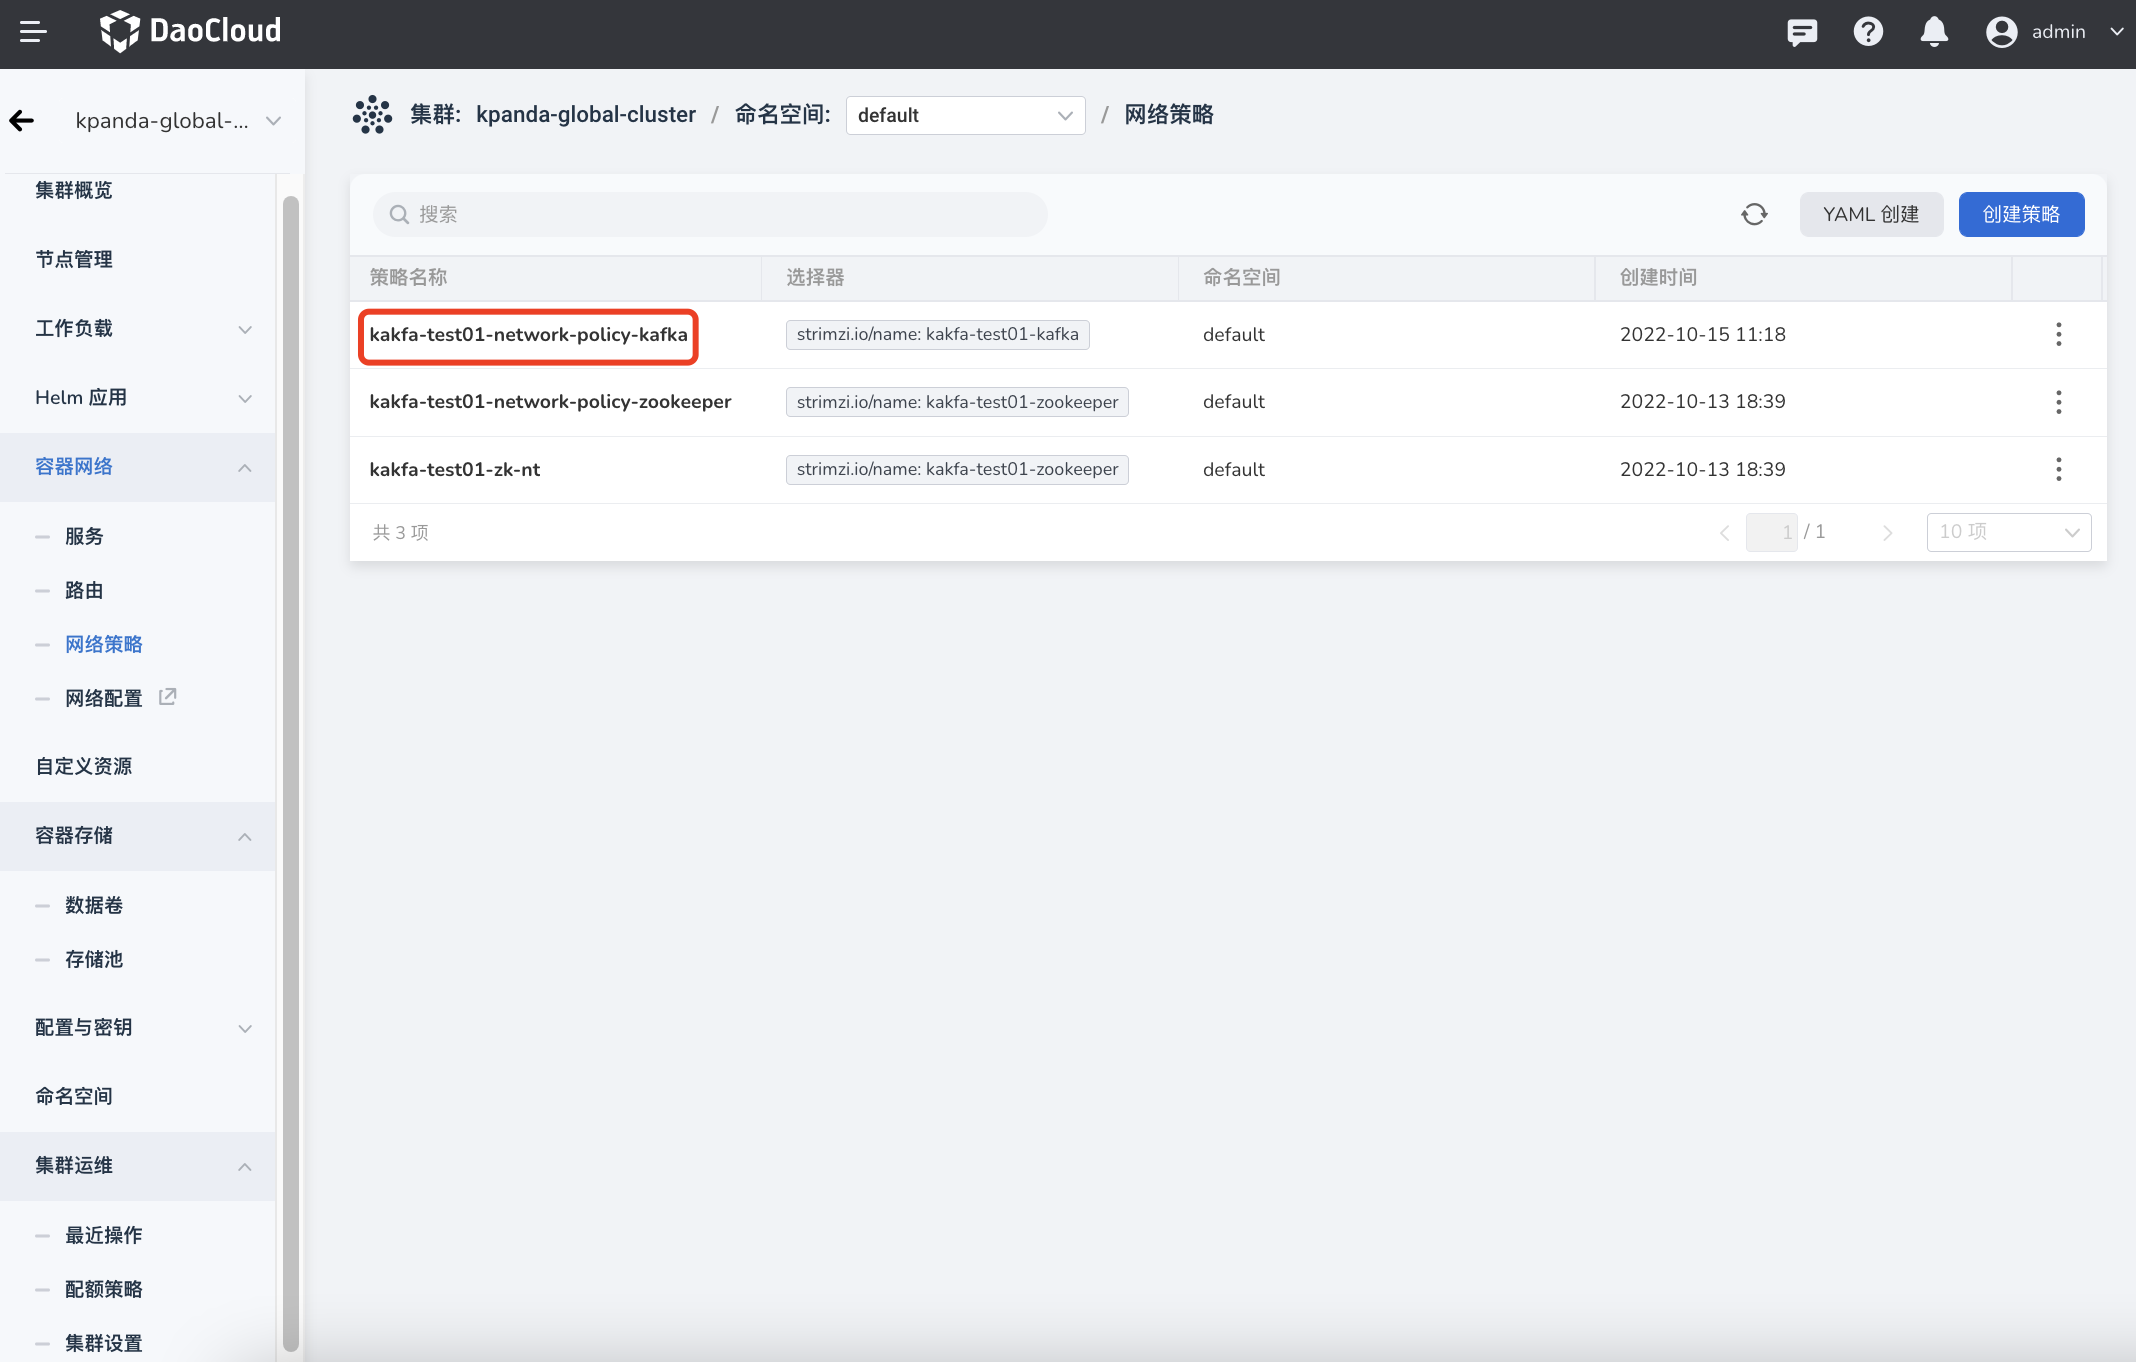 DaoCloud
admin
kpanda-global-...
集群: kpanda-global-cluster / 命名空间: default / 网络策略
集群概览
节点管理
工作负载
Helm 应用
容器网络
服务
路由
网络策略
网络配置
自定义资源
容器存储
数据卷
存储池
配置与密钥
命名空间
集群运维
最近操作
配额策略
集群设置
搜索
YAML 创建
创建策略
策略名称 选择器 命名空间 创建时间
kakfa-test01-network-policy-kafka strimzi.io/name: kakfa-test01-kafka default 2022-10-15 11:18
kakfa-test01-network-policy-zookeeper strimzi.io/name: kakfa-test01-zookeeper default 2022-10-13 18:39
kakfa-test01-zk-nt strimzi.io/name: kakfa-test01-zookeeper default 2022-10-13 18:39
共 3 项 1 / 1 10 项